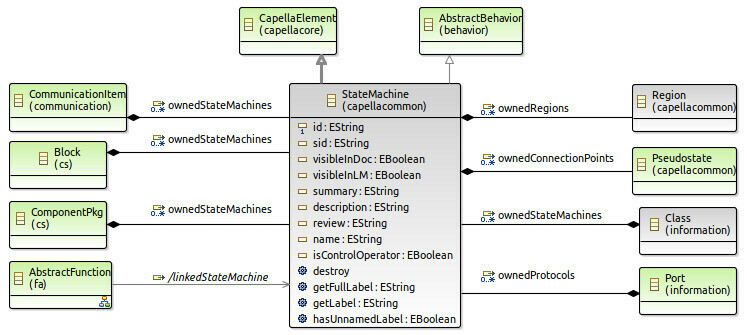 CapellaElement
(capellacore)
AbstractBehavior
(behavior)
CommunicationItem
(communication)
ownedStateMachines
0..*
Block
(cs)
ownedStateMachines
0..*
ComponentPkg
(cs)
ownedStateMachines
0..*
AbstractFunction
(fa)
/linkedStateMachine
StateMachine
(capellacommon)
id : EString
sid : EString
visibleInDoc : EBoolean
visibleInLM : EBoolean
summary : EString
description : EString
review : EString
name : EString
isControlOperator : EBoolean
destroy
getFullLabel : EString
getLabel : EString
hasUnnamedLabel : EBoolean
ownedRegions
0..*
Region
(capellacommon)
ownedConnectionPoints
0..*
Pseudostate
(capellacommon)
ownedStateMachines
0..*
Class
(information)
ownedProtocols
0..*
Port
(information)